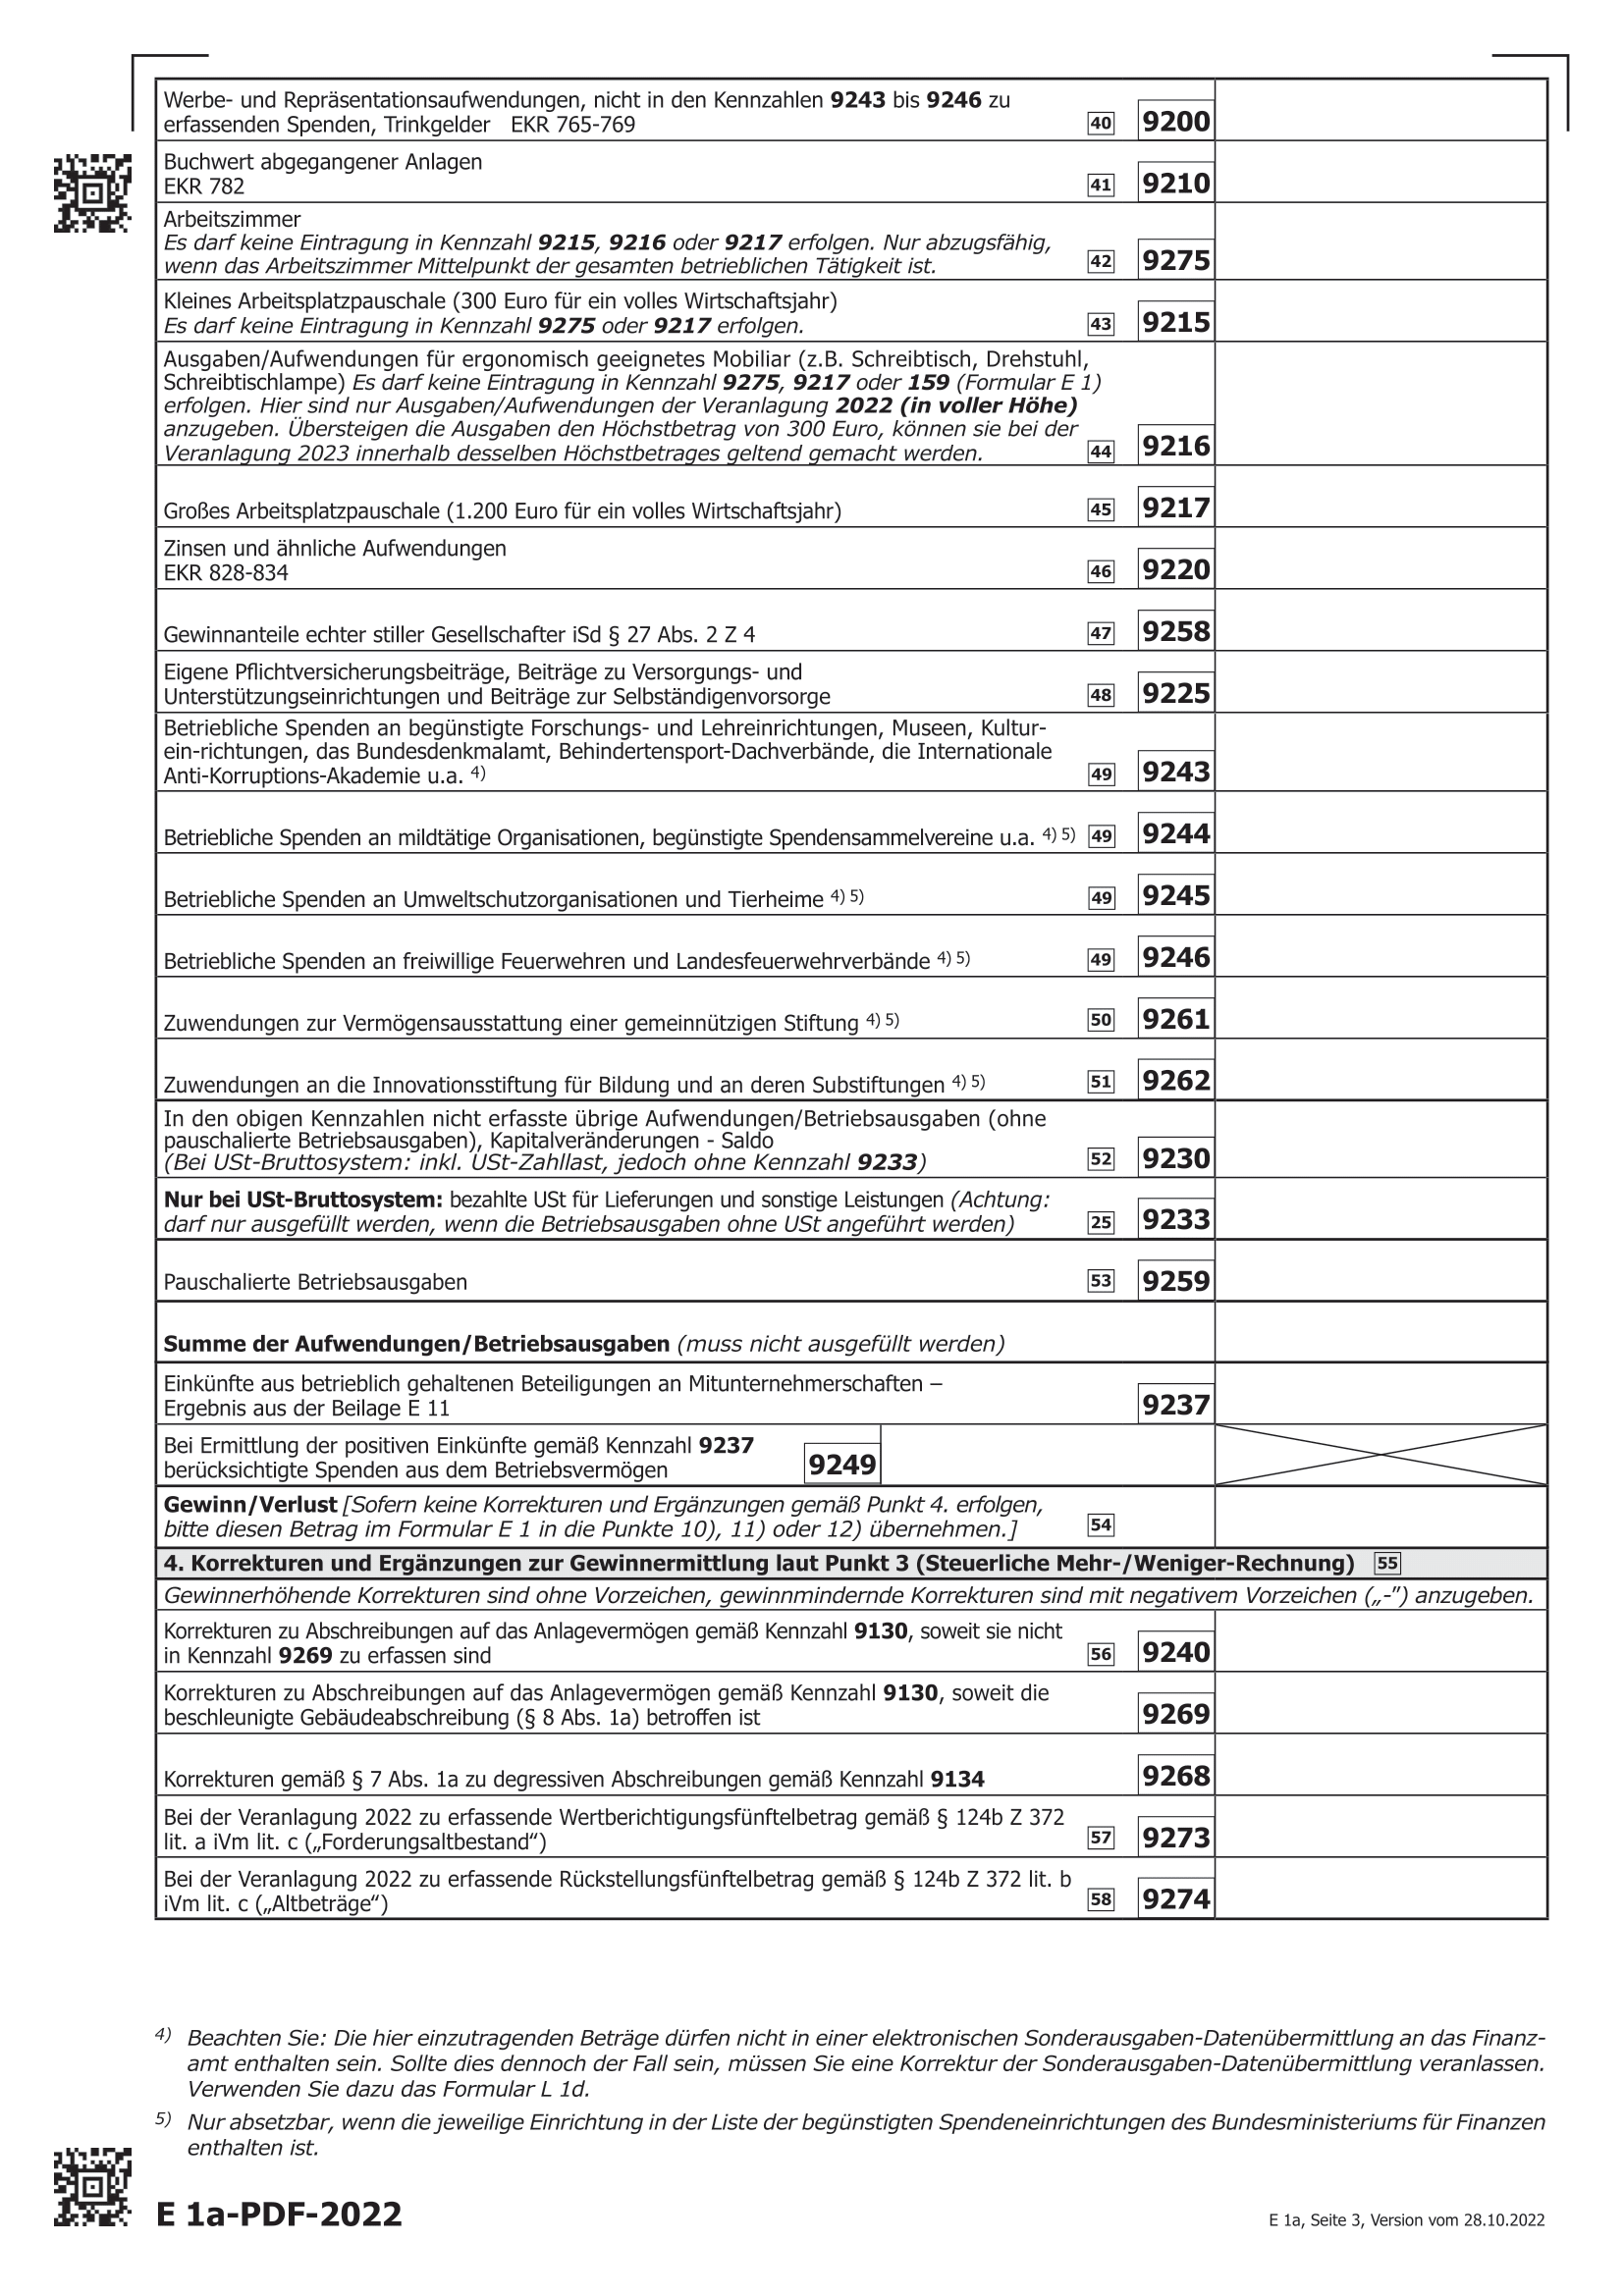 Werbe- und Repräsentationsaufwendungen, nicht in den Kennzahlen 9243 bis 9246 zu
erfassenden Spenden, Trinkgelder EKR 765-769 40 9200
Buchwert abgegangener Anlagen
EKR 782 41 9210
Arbeitszimmer
Es darf keine Eintragung in Kennzahl 9215, 9216 oder 9217 erfolgen. Nur abzugsfähig,
wenn das Arbeitszimmer Mittelpunkt der gesamten betrieblichen Tätigkeit ist. 42 9275
Kleines Arbeitsplatzpauschale (300 Euro für ein volles Wirtschaftsjahr)
Es darf keine Eintragung in Kennzahl 9275 oder 9217 erfolgen. 43 9215
Ausgaben/Aufwendungen für ergonomisch geeignetes Mobiliar (z.B. Schreibtisch, Drehstuhl,
Schreibtischlampe) Es darf keine Eintragung in Kennzahl 9275, 9217 oder 159 (Formular E 1)
erfolgen. Hier sind nur Ausgaben/Aufwendungen der Veranlagung 2022 (in voller Höhe)
anzugeben. Übersteigen die Ausgaben den Höchstbetrag von 300 Euro, können sie bei der
Veranlagung 2023 innerhalb desselben Höchstbetrages geltend gemacht werden. 44 9216
Großes Arbeitsplatzpauschale (1.200 Euro für ein volles Wirtschaftsjahr) 45 9217
Zinsen und ähnliche Aufwendungen
EKR 828-834 46 9220
Gewinnanteile echter stiller Gesellschafter iSd § 27 Abs. 2 Z 4 47 9258
Eigene Pflichtversicherungsbeiträge, Beiträge zu Versorgungs- und
Unterstützungseinrichtungen und Beiträge zur Selbständigenvorsorge 48 9225
Betriebliche Spenden an begünstigte Forschungs- und Lehreinrichtungen, Museen, Kultur-
ein-richtungen, das Bundesdenkmalamt, Behindertensport-Dachverbände, die Internationale
Anti-Korruptions-Akademie u.a. 4) 49 9243
Betriebliche Spenden an mildtätige Organisationen, begünstigte Spendensammelvereine u.a. 4) 5) 49 9244
Betriebliche Spenden an Umweltschutzorganisationen und Tierheime 4) 5) 49 9245
Betriebliche Spenden an freiwillige Feuerwehren und Landesfeuerwehrverbände 4) 5) 49 9246
Zuwendungen zur Vermögensausstattung einer gemeinnützigen Stiftung 4) 5) 50 9261
Zuwendungen an die Innovationsstiftung für Bildung und an deren Substiftungen 4) 5) 51 9262
In den obigen Kennzahlen nicht erfasste übrige Aufwendungen/Betriebsausgaben (ohne
pauschalierte Betriebsausgaben), Kapitalveränderungen - Saldo
(Bei USt-Bruttosystem: inkl. USt-Zahllast, jedoch ohne Kennzahl 9233) 52 9230
Nur bei USt-Bruttosystem: bezahlte USt für Lieferungen und sonstige Leistungen (Achtung:
darf nur ausgefüllt werden, wenn die Betriebsausgaben ohne USt angeführt werden) 25 9233
Pauschalierte Betriebsausgaben 53 9259
Summe der Aufwendungen/Betriebsausgaben (muss nicht ausgefüllt werden)
Einkünfte aus betrieblich gehaltenen Beteiligungen an Mitunternehmerschaften –
Ergebnis aus der Beilage E 11 9237
Bei Ermittlung der positiven Einkünfte gemäß Kennzahl 9237
berücksichtigte Spenden aus dem Betriebsvermögen 9249
Gewinn/Verlust [Sofern keine Korrekturen und Ergänzungen gemäß Punkt 4. erfolgen,
bitte diesen Betrag im Formular E 1 in die Punkte 10), 11) oder 12) übernehmen.] 54
4. Korrekturen und Ergänzungen zur Gewinnermittlung laut Punkt 3 (Steuerliche Mehr-/Weniger-Rechnung) 55
Gewinnerhöhende Korrekturen sind ohne Vorzeichen, gewinnmindernde Korrekturen sind mit negativem Vorzeichen („-”) anzugeben.
Korrekturen zu Abschreibungen auf das Anlagevermögen gemäß Kennzahl 9130, soweit sie nicht
in Kennzahl 9269 zu erfassen sind 56 9240
Korrekturen zu Abschreibungen auf das Anlagevermögen gemäß Kennzahl 9130, soweit die
beschleunigte Gebäudeabschreibung (§ 8 Abs. 1a) betroffen ist 9269
Korrekturen gemäß § 7 Abs. 1a zu degressiven Abschreibungen gemäß Kennzahl 9134 9268
Bei der Veranlagung 2022 zu erfassende Wertberichtigungsfünftelbetrag gemäß § 124b Z 372
lit. a iVm lit. c („Forderungsaltbestand“) 57 9273
Bei der Veranlagung 2022 zu erfassende Rückstellungsfünftelbetrag gemäß § 124b Z 372 lit. b
iVm lit. c („Altbeträge“) 58 9274
4) Beachten Sie: Die hier einzutragenden Beträge dürfen nicht in einer elektronischen Sonderausgaben-Datenübermittlung an das Finanz-
amt enthalten sein. Sollte dies dennoch der Fall sein, müssen Sie eine Korrektur der Sonderausgaben-Datenübermittlung veranlassen.
Verwenden Sie dazu das Formular L 1d.
5) Nur absetzbar, wenn die jeweilige Einrichtung in der Liste der begünstigten Spendeneinrichtungen des Bundesministeriums für Finanzen
enthalten ist.
E 1a-PDF-2022
E 1a, Seite 3, Version vom 28.10.2022